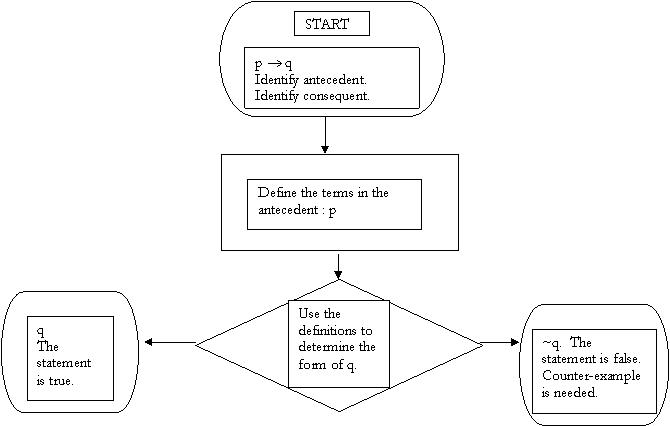 START
p → q
Identify antecedent.
Identify consequent.
Define the terms in the
antecedent : p
Use the
definitions to
determine the
form of q.
q
The
statement
is true.
~q. The
statement is false.
Counter-example
is needed.